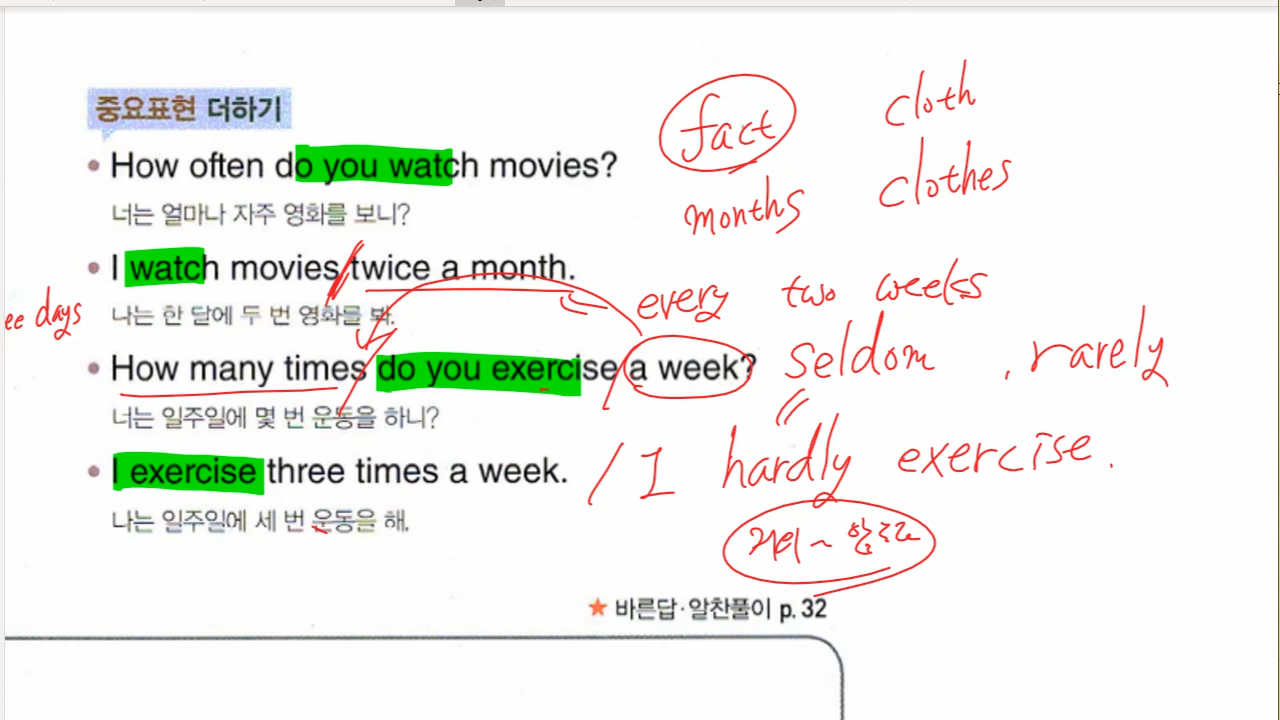 중요표현 더하기
fact
cloth
months
clothes
• How often do you watch movies?
너는 얼마나 자주 영화를 보니?
• I watch movies twice a month.
나는 한 달에 두 번 영화를 봐.
every two weeks
days
• How many times do you exercise a week?
seldom , rarely
너는 일주일에 몇 번 운동을 하니?
• I exercise three times a week.
/ I hardly exercise.
나는 일주일에 세 번 운동을 해.
★ 바른답·알찬풀이 p. 32